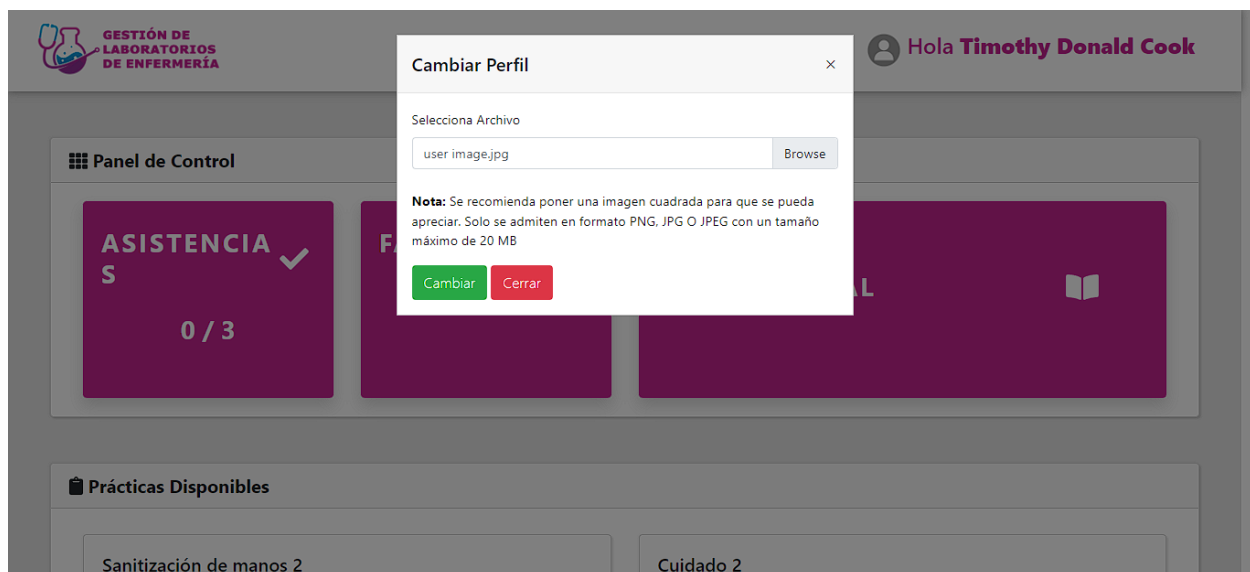 GESTIÓN DE
LABORATORIOS
DE ENFERMERÍA
Hola Timothy Donald Cook
Cambiar Perfil
×
Selecciona Archivo
user image.jpg
Browse
Nota: Se recomienda poner una imagen cuadrada para que se pueda
apreciar. Solo se admiten en formato PNG, JPG O JPEG con un tamaño
máximo de 20 MB
Cambiar
Cerrar
Panel de Control
ASISTENCIA
S
0 / 3
Prácticas Disponibles
Sanitización de manos 2
Cuidado 2